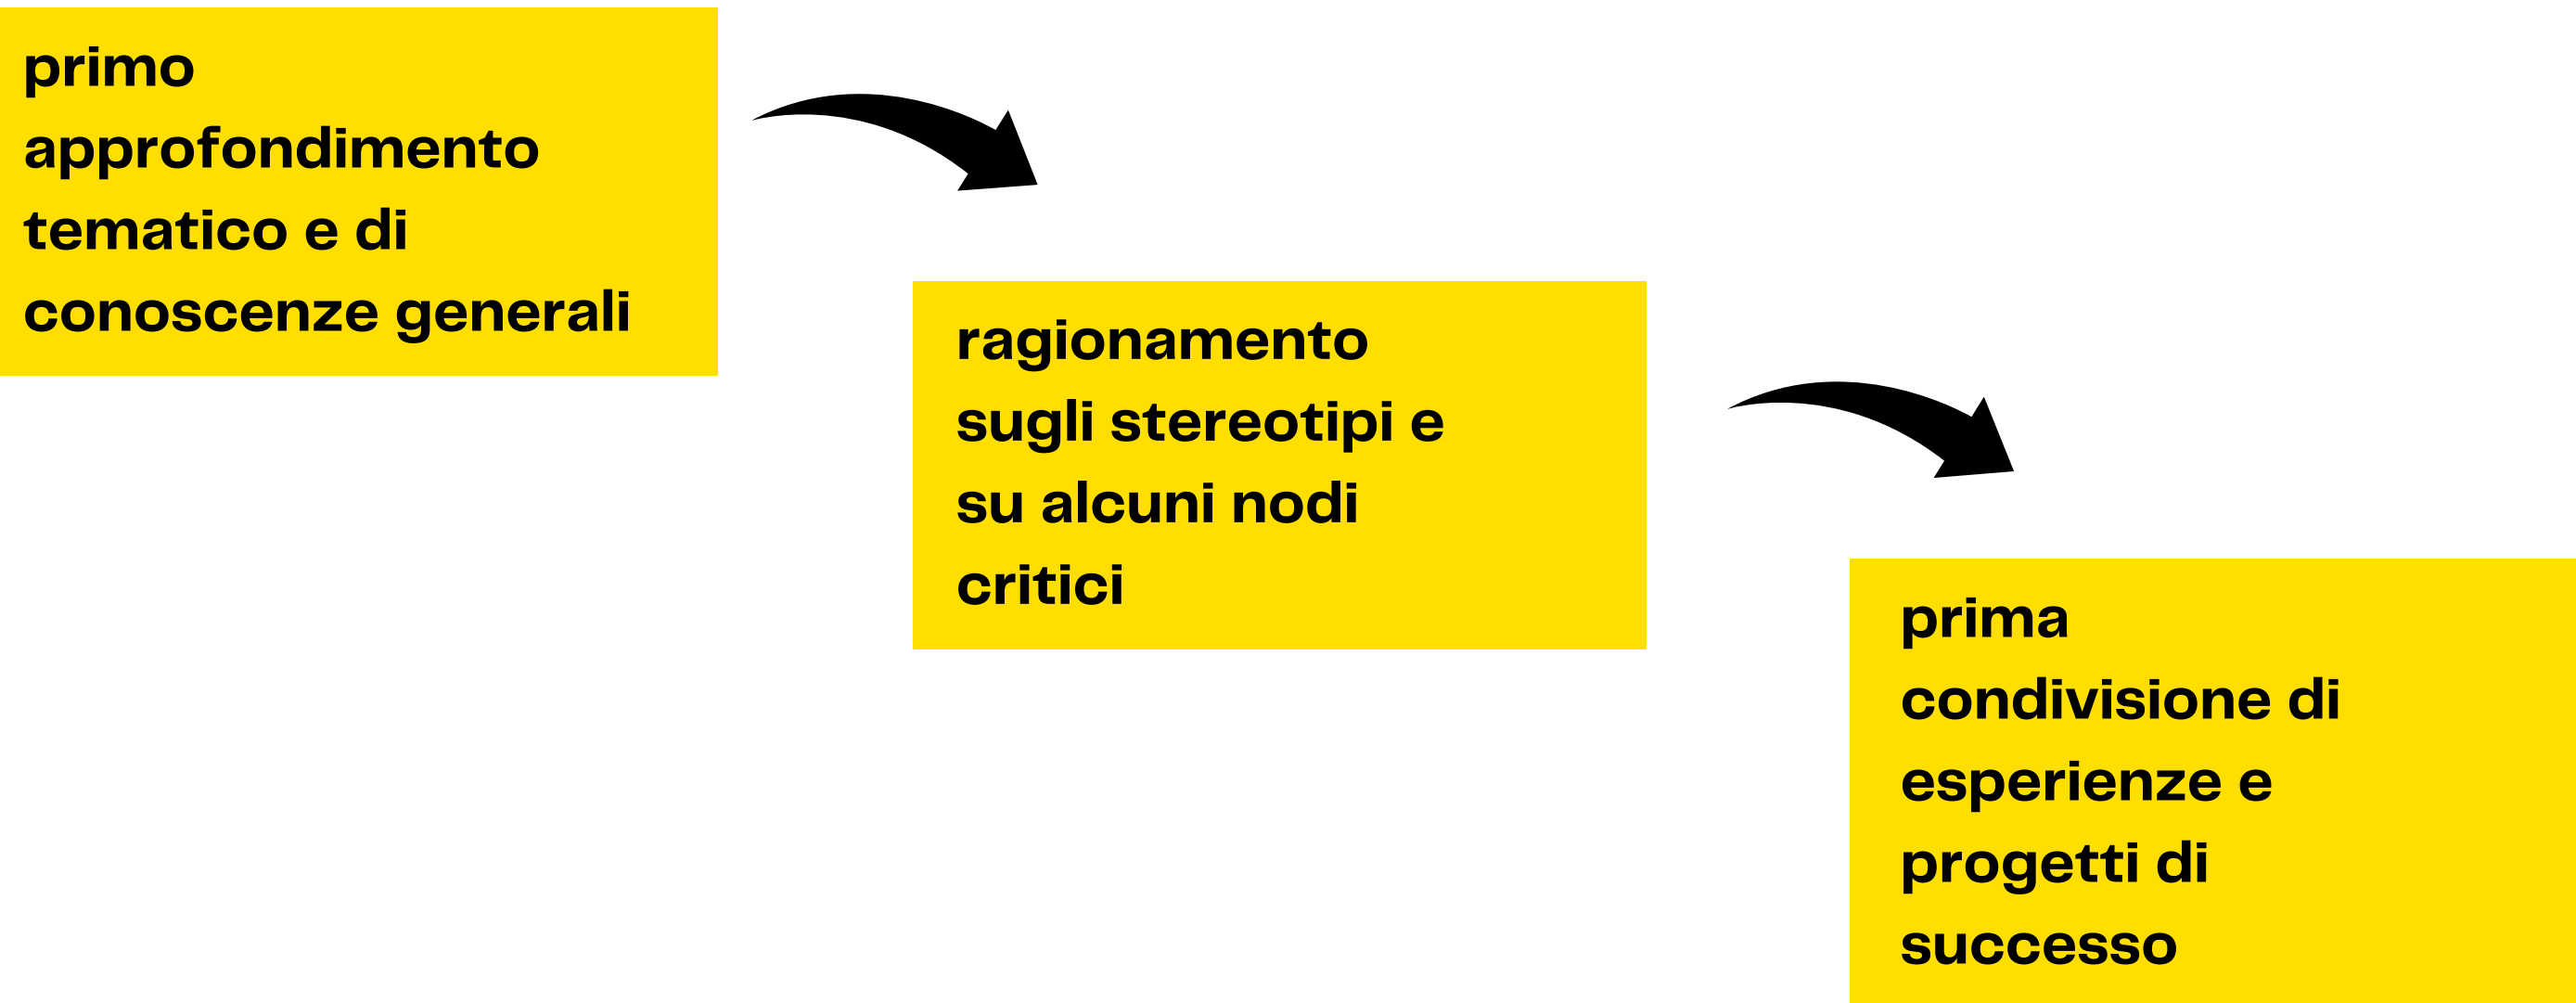 primo
approfondimento
tematico e di
conoscenze generali
ragionamento
sugli stereotipi e
su alcuni nodi
critici
prima
condivisione di
esperienze e
progetti di
successo